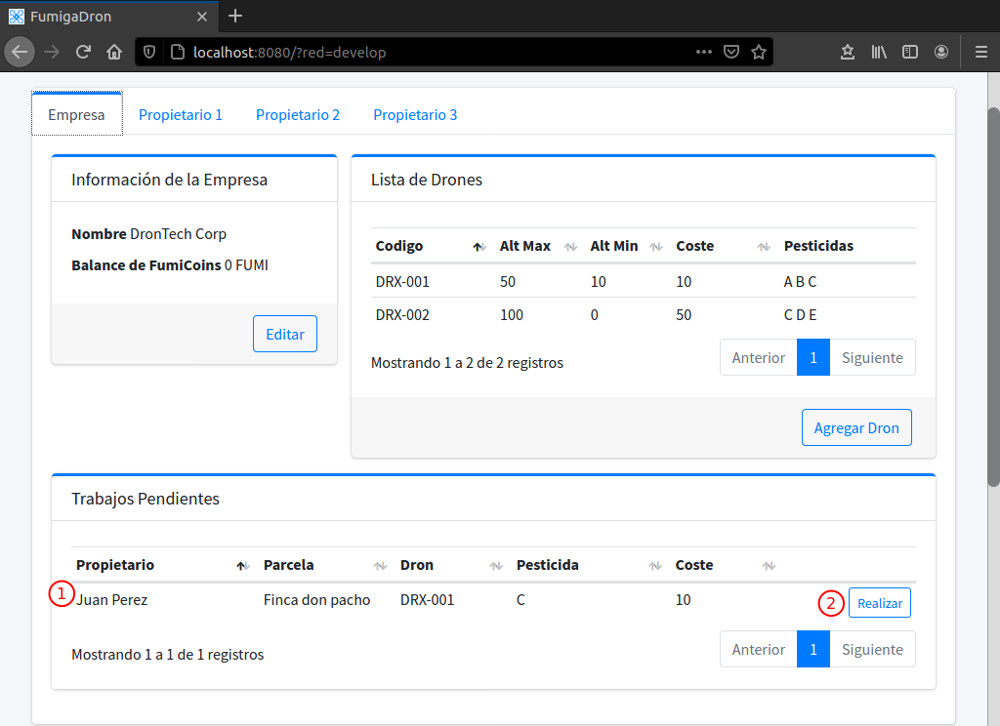 FumigaDron
localhost:8080/?red=develop
Empresa Propietario 1 Propietario 2 Propietario 3
Información de la Empresa
Nombre DronTech Corp
Balance de FumiCoins 0 FUMI
Editar
Lista de Drones
Codigo Alt Max Alt Min Coste Pesticidas
DRX-001 50 10 10 A B C
DRX-002 100 0 50 C D E
Mostrando 1 a 2 de 2 registros
Anterior 1 Siguiente
Agregar Dron
Trabajos Pendientes
Propietario Parcela Dron Pesticida Coste
1 Juan Perez Finca don pacho DRX-001 C 10 2 Realizar
Mostrando 1 a 1 de 1 registros
Anterior 1 Siguiente